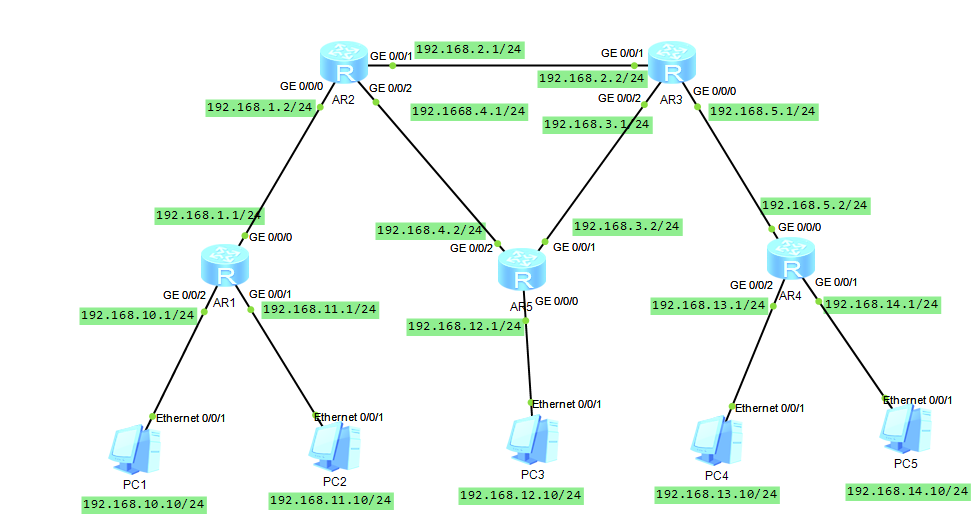 GE 0/0/1
192.168.2.1/24
GE 0/0/1
R
R
192.168.2.2/24
GE 0/0/0
GE 0/0/2
GE 0/0/2
GE 0/0/0
AR2
AR3
192.168.1.2/24
192.1668.4.1/24
192.168.3.1/24
192.168.5.1/24
192.168.1.1/24
192.168.5.2/24
192.168.4.2/24
192.168.3.2/24
GE 0/0/0
GE 0/0/2
GE 0/0/1
GE 0/0/0
R
R
R
GE 0/0/2
AR1
GE 0/0/1
AR5
GE 0/0/0
GE 0/0/2
AR4
GE 0/0/1
192.168.10.1/24
192.168.11.1/24
192.168.12.1/24
192.168.13.1/24
192.168.14.1/24
Ethernet 0/0/1
Ethernet 0/0/1
Ethernet 0/0/1
Ethernet 0/0/1
Ethernet 0/0/1
PC1
PC2
PC3
PC4
PC5
192.168.10.10/24
192.168.11.10/24
192.168.12.10/24
192.168.13.10/24
192.168.14.10/24